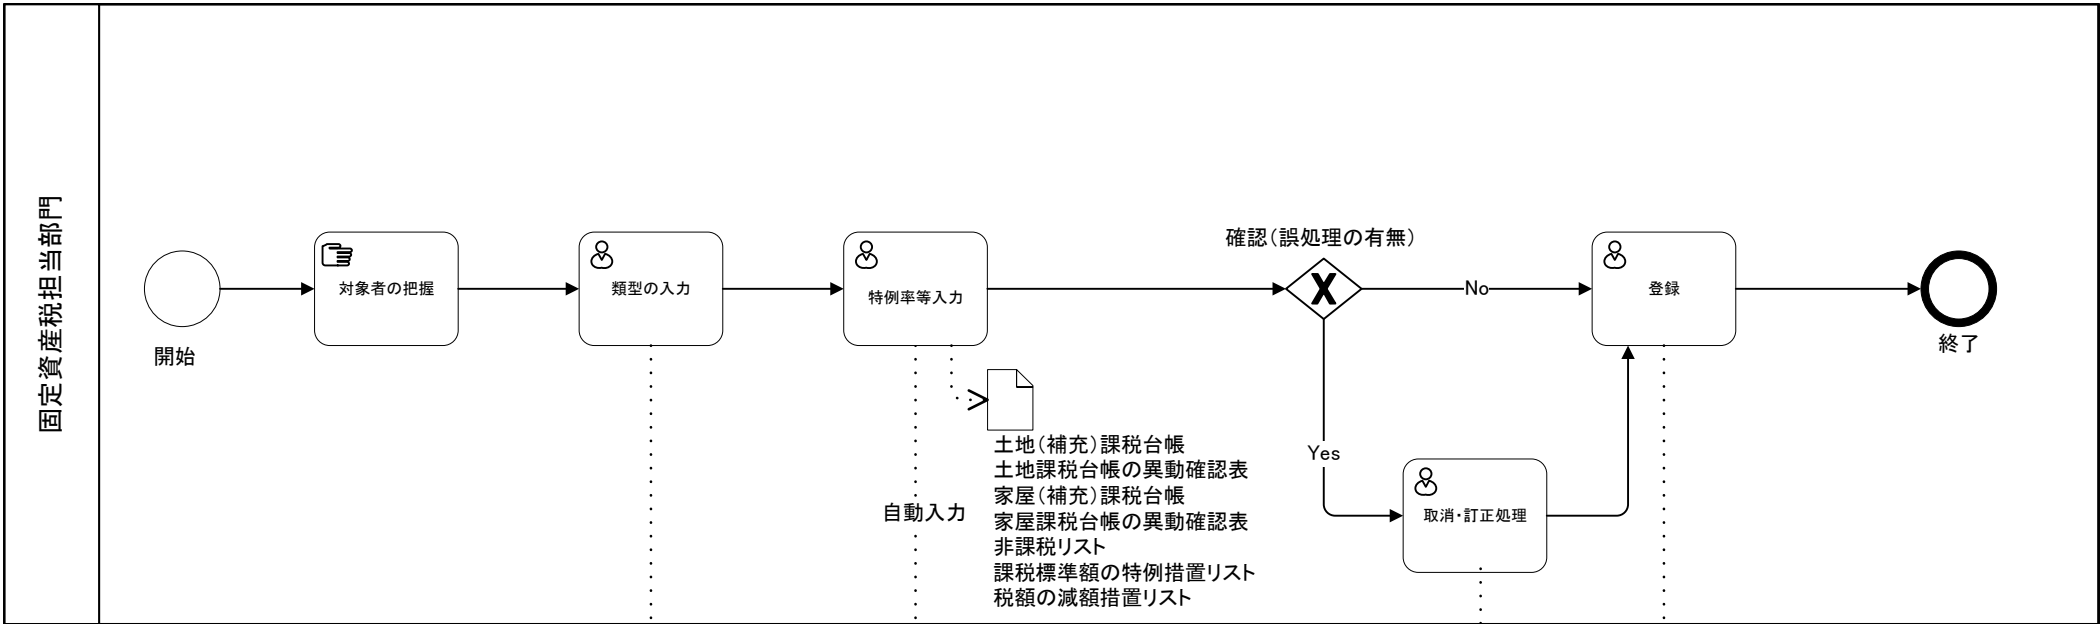 固定資産税担当部門
開始
対象者の把握
類型の入力
特例率等入力
自動入力
土地（補充）課税台帳
土地課税台帳の異動確認表
家屋（補充）課税台帳
家屋課税台帳の異動確認表
非課税リスト
課税標準額の特例措置リスト
税額の減額措置リスト
確認（誤処理の有無）
No
Yes
取消・訂正処理
登録
終了